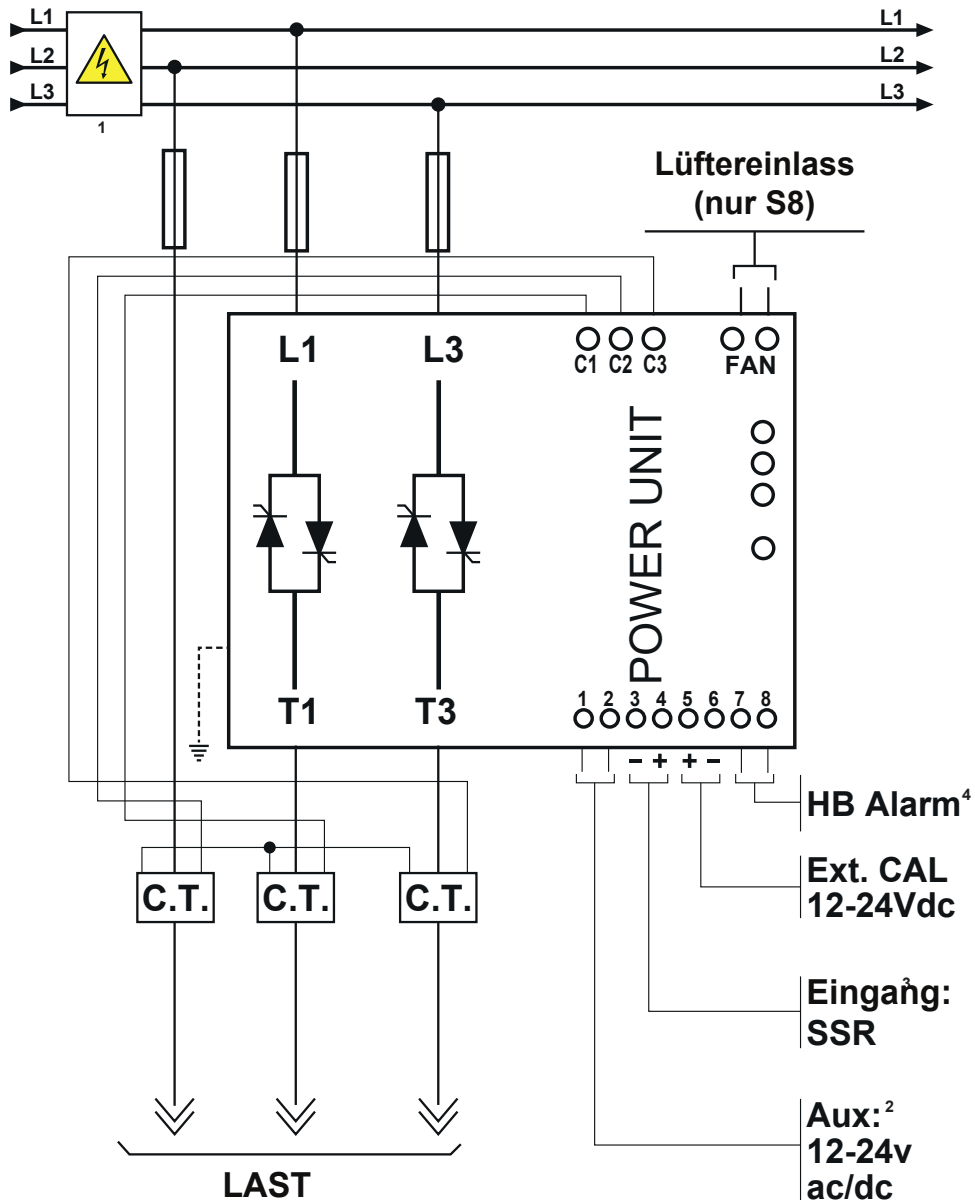 L1 L1
L2 L2
L3 L3
1
Lüftereinlass
(nur S8)
L1 L3
C1 C2 C3 FAN
POWER UNIT
T1 T3
1 2 3 4 5 6 7 8
– + + –
HB Alarm⁴
Ext. CAL
12-24Vdc
C.T. C.T. C.T.
Eingang:³
SSR
Aux:²
12-24v
ac/dc
LAST